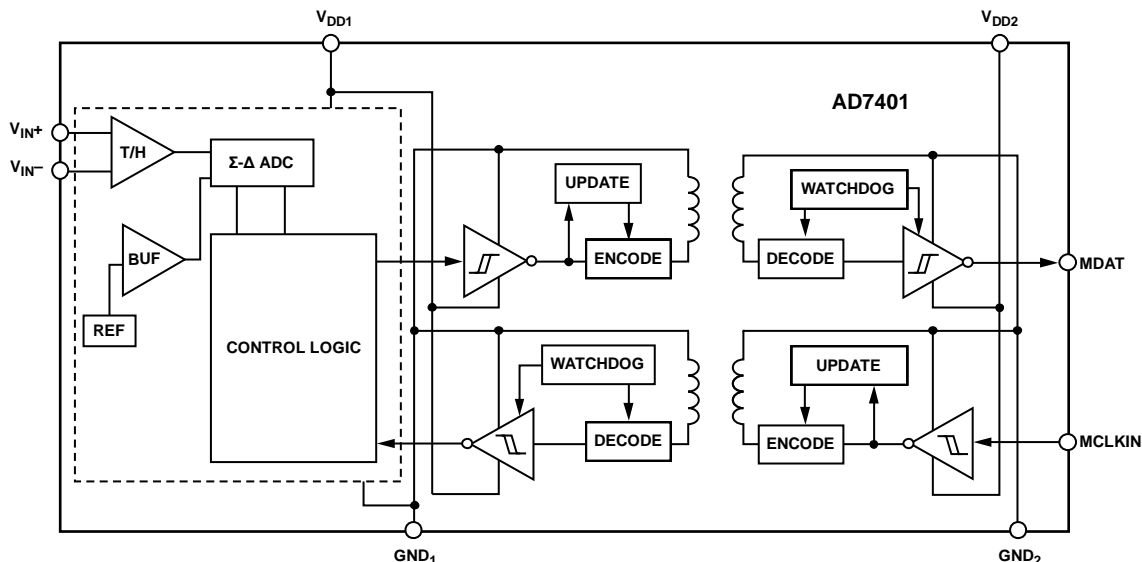 VDD1
VDD2
AD7401
VIN+
VIN−
T/H
Σ-Δ ADC
BUF
REF
CONTROL LOGIC
UPDATE
ENCODE
WATCHDOG
DECODE
MDAT
WATCHDOG
DECODE
UPDATE
ENCODE
MCLKIN
GND1
GND2